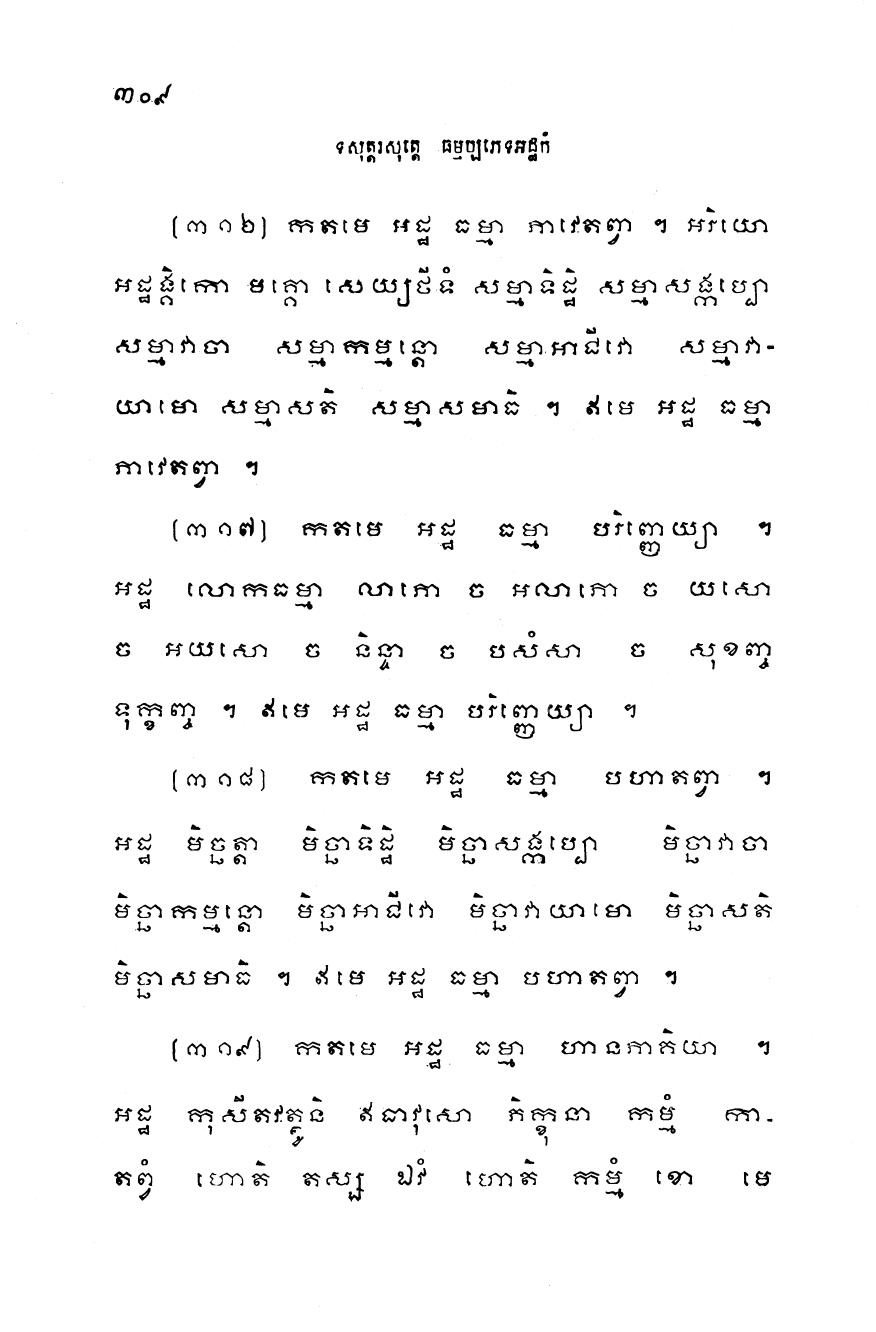 ៣០៩
ទសុត្តរសុត្តេ ធម្មប្បភេទអដ្ឋកំ
(៣១៦) កតមេ អដ្ឋ ធម្មា ភាវេតព្វា ។ អរិយោ
អដ្ឋង្គិកោ មគ្គោ សេយ្យថីទំ សម្មាទិដ្ឋិ សម្មាសង្កប្បោ
សម្មាវាចា សម្មាកម្មន្តោ សម្មាអាជីវោ សម្មាវា-
យាមោ សម្មាសតិ សម្មាសមាធិ ។ ឥមេ អដ្ឋ ធម្មា
ភាវេតព្វា ។
(៣១៧) កតមេ អដ្ឋ ធម្មា បរិញ្ញេយ្យា ។
អដ្ឋ លោកធម្មា លាភោ ច អលាភោ ច យសោ
ច អយសោ ច និន្ទា ច បសំសា ច សុខញ្ច
ទុក្ខញ្ច ។ ឥមេ អដ្ឋ ធម្មា បរិញ្ញេយ្យា ។
(៣១៨) កតមេ អដ្ឋ ធម្មា បហាតព្វា ។
អដ្ឋ មិច្ឆត្តា មិច្ឆាទិដ្ឋិ មិច្ឆាសង្កប្បោ មិច្ឆាវាចា
មិច្ឆាកម្មន្តោ មិច្ឆាអាជីវោ មិច្ឆាវាយាមោ មិច្ឆាសតិ
មិច្ឆាសមាធិ ។ ឥមេ អដ្ឋ ធម្មា បហាតព្វា ។
(៣១៩) កតមេ អដ្ឋ ធម្មា ហានភាគិយា ។
អដ្ឋ កុសីតវត្ថូនិ ឥធាវុសោ ភិក្ខុនា កម្មំ កា-
តព្វំ ហោតិ តស្ស ឯវំ ហោតិ កម្មំ ខោ មេ